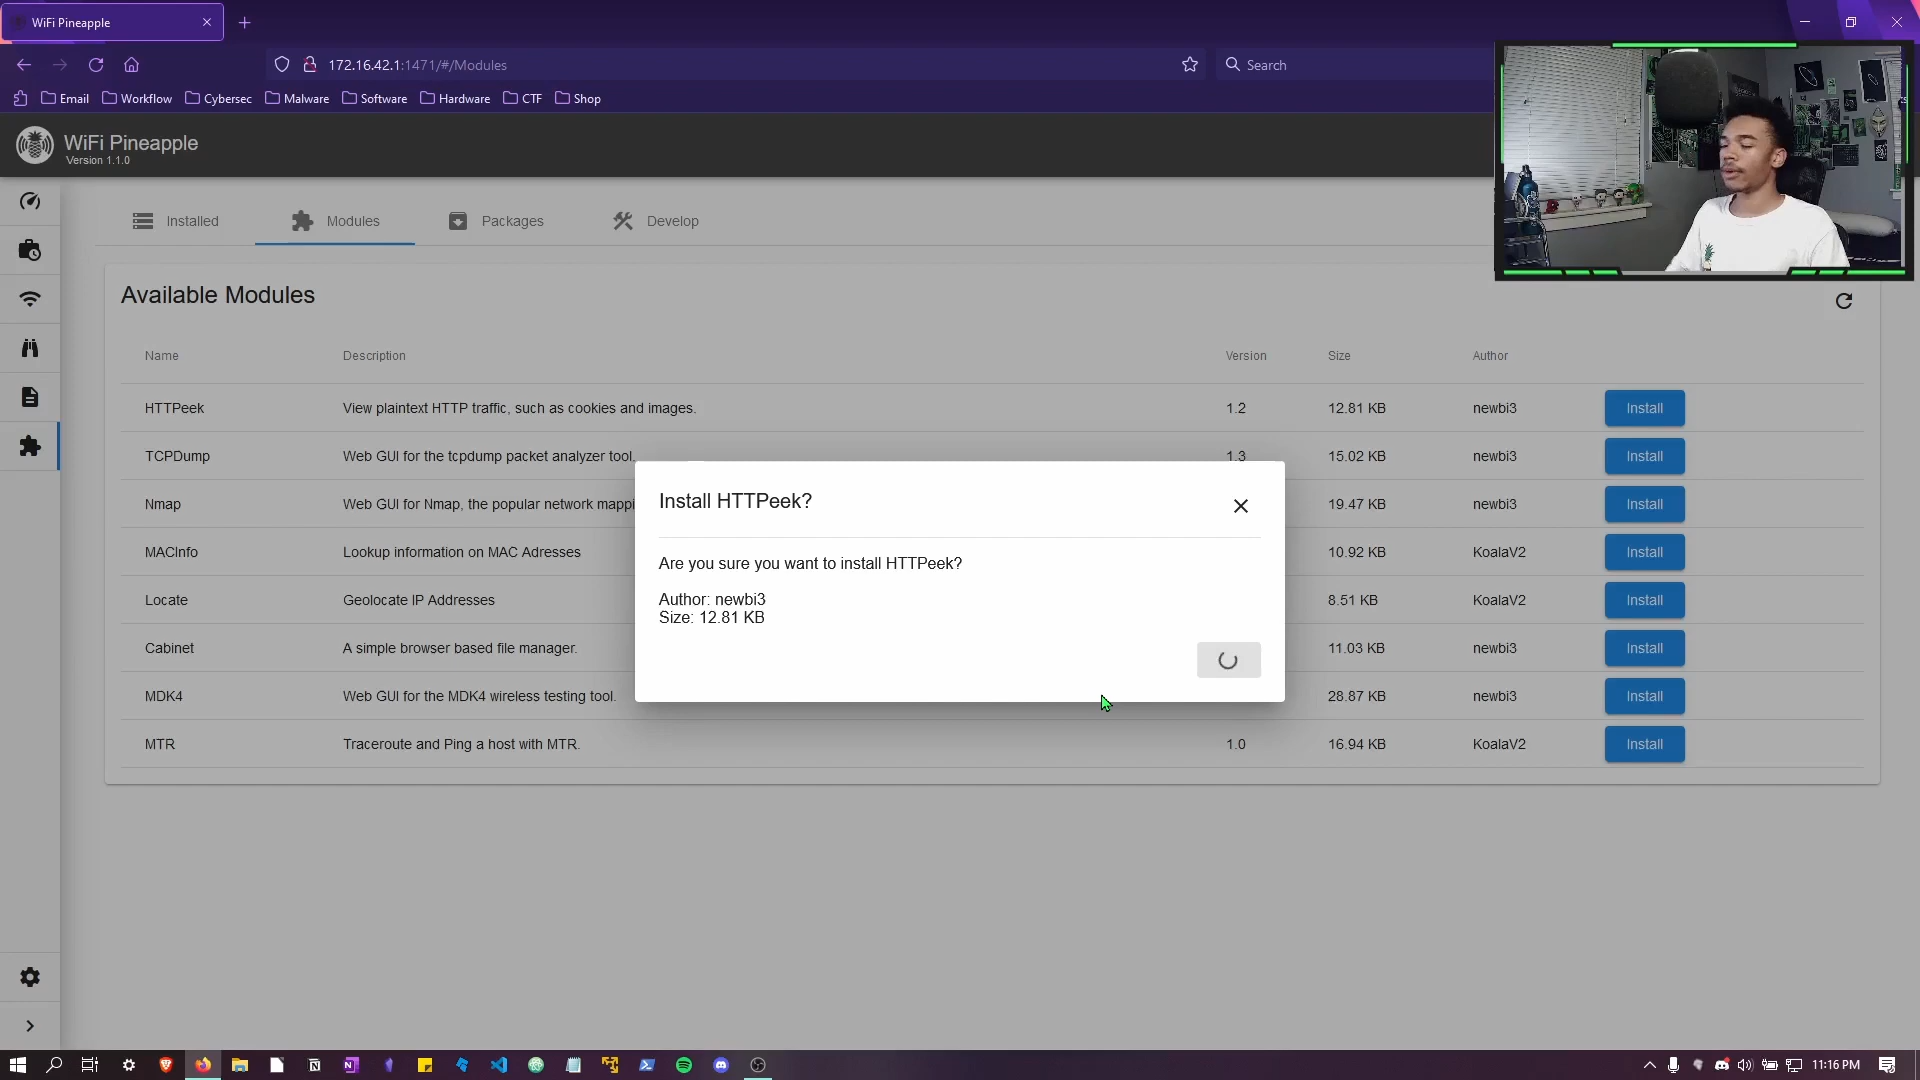 WiFi Pineapple
172.16.42.1:1471/#/Modules
Search
Email
Workflow
Cybersec
Malware
Software
Hardware
CTF
Shop
WiFi Pineapple
Version 1.1.0
Installed
Modules
Packages
Develop
Available Modules
Name Description Version Size Author
HTTPeek View plaintext HTTP traffic, such as cookies and images. 1.2 12.81 KB newbi3 Install
TCPDump Web GUI for the tcpdump packet analyzer tool. 1.3 15.02 KB newbi3 Install
Nmap Web GUI for Nmap, the popular network mappi 19.47 KB newbi3 Install
MACInfo Lookup information on MAC Adresses 10.92 KB KoalaV2 Install
Locate Geolocate IP Addresses 8.51 KB KoalaV2 Install
Cabinet A simple browser based file manager. 11.03 KB newbi3 Install
MDK4 Web GUI for the MDK4 wireless testing tool. 28.87 KB newbi3 Install
MTR Traceroute and Ping a host with MTR. 1.0 16.94 KB KoalaV2 Install
Install HTTPeek?
Are you sure you want to install HTTPeek?
Author: newbi3
Size: 12.81 KB
11:16 PM